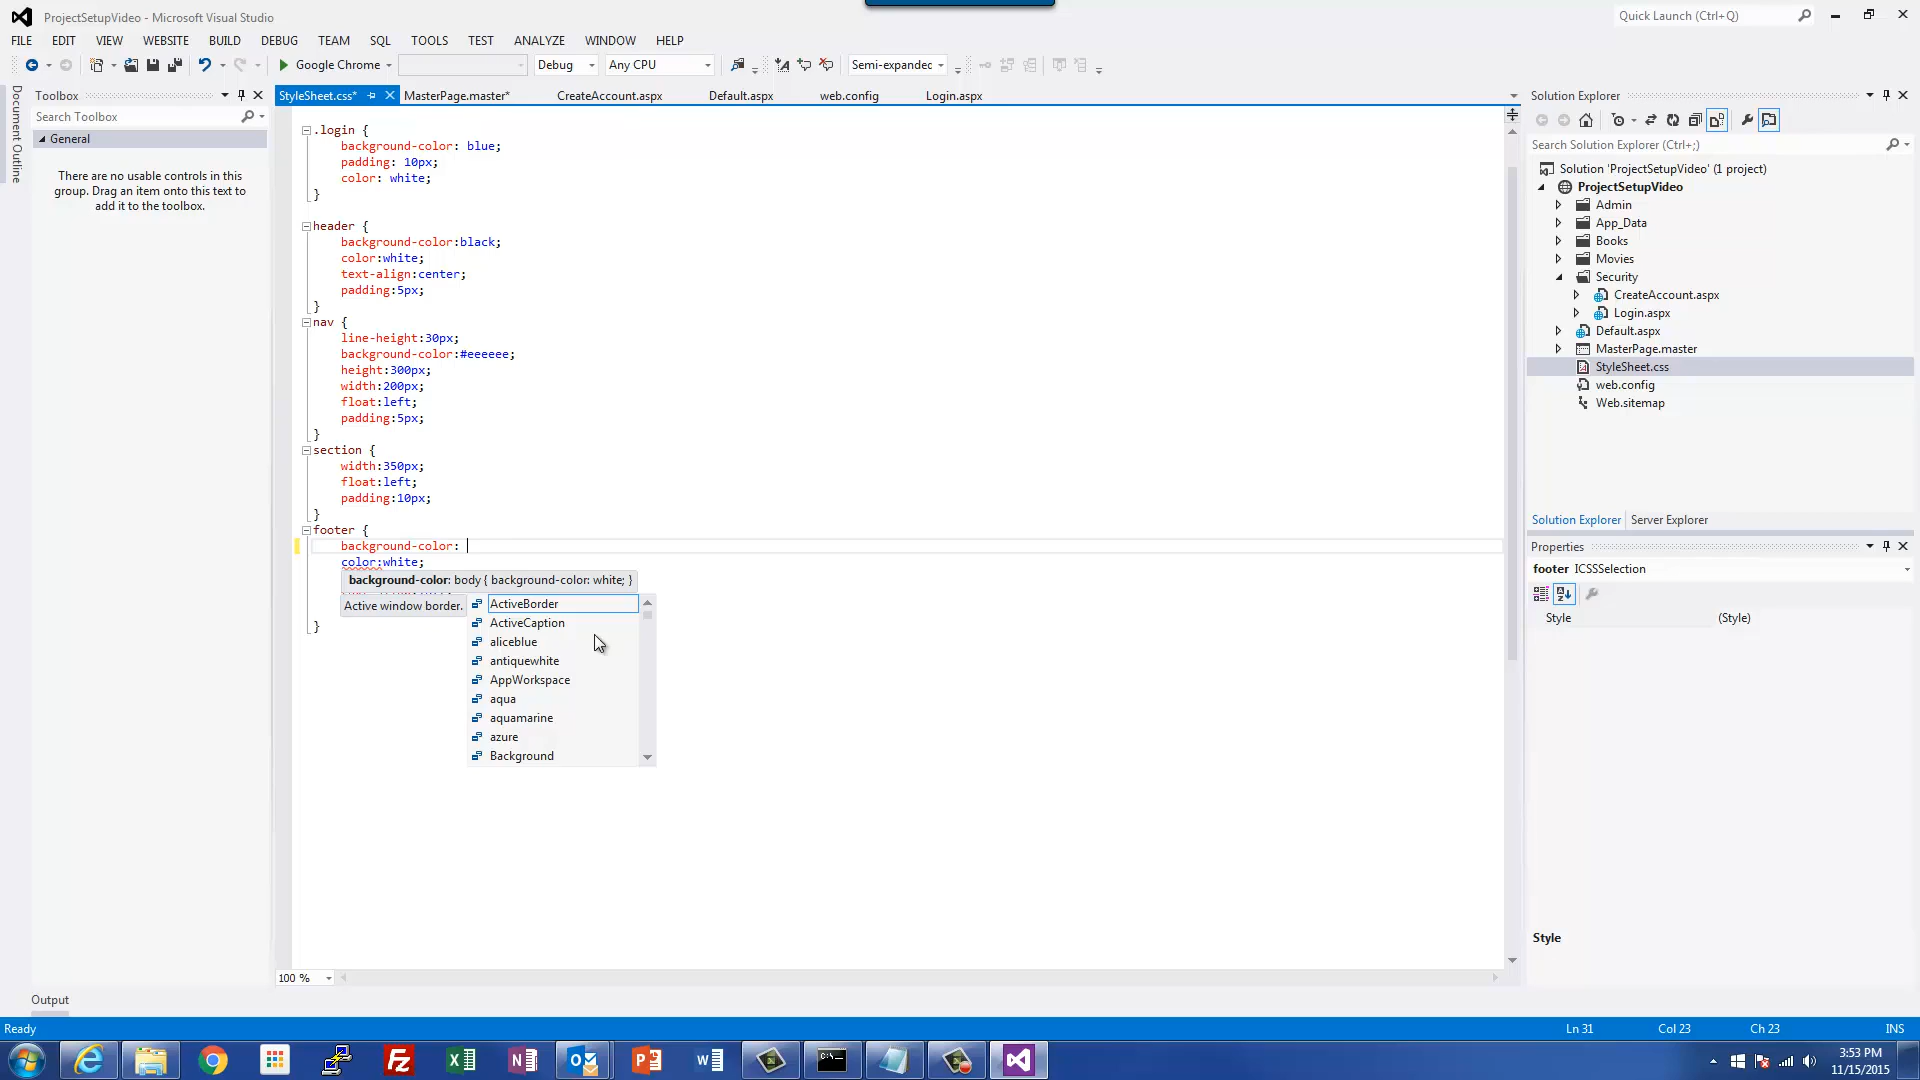 ProjectSetupVideo - Microsoft Visual Studio
Quick Launch (Ctrl+Q)
FILE EDIT VIEW WEBSITE BUILD DEBUG TEAM SQL TOOLS TEST ANALYZE WINDOW HELP
Google Chrome Debug Any CPU Semi-expandec
Document Outline
Toolbox
Search Toolbox
General
There are no usable controls in this
group. Drag an item onto this text to
add it to the toolbox.
StyleSheet.css* MasterPage.master* CreateAccount.aspx Default.aspx web.config Login.aspx
.login {
background-color: blue;
padding: 10px;
color: white;
}
header {
background-color:black;
color:white;
text-align:center;
padding:5px;
}
nav {
line-height:30px;
background-color:#eeeeee;
height:300px;
width:200px;
float:left;
padding:5px;
}
section {
width:350px;
float:left;
padding:10px;
}
footer {
background-color:
color:white;
background-color: body { background-color: white; }
Active window border.
}
ActiveBorder
ActiveCaption
aliceblue
antiquewhite
AppWorkspace
aqua
aquamarine
azure
Background
100 %
Solution Explorer
Search Solution Explorer (Ctrl+;)
Solution 'ProjectSetupVideo' (1 project)
ProjectSetupVideo
Admin
App_Data
Books
Movies
Security
CreateAccount.aspx
Login.aspx
Default.aspx
MasterPage.master
StyleSheet.css
web.config
Web.sitemap
Solution Explorer Server Explorer
Properties
footer ICSSSelection
Style (Style)
Style
Output
Ready Ln 31 Col 23 Ch 23 INS
3:53 PM
11/15/2015